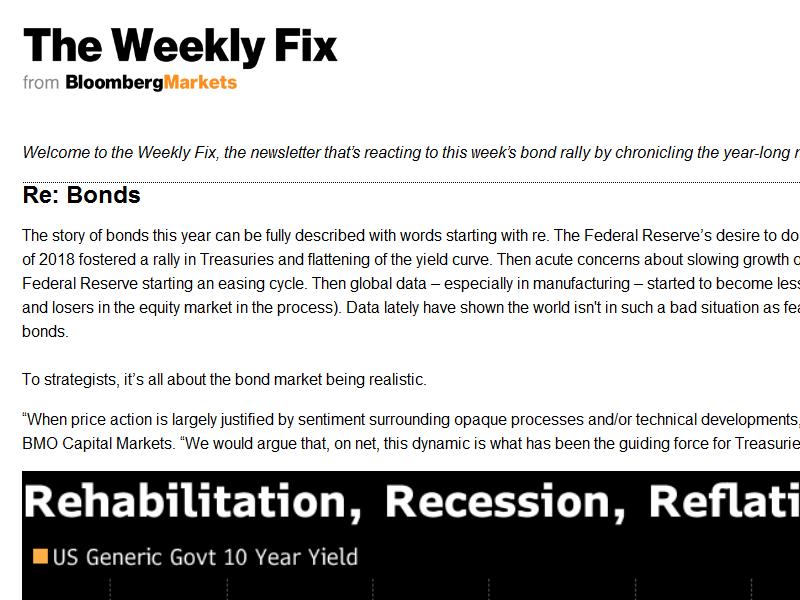 The Weekly Fix
from BloombergMarkets
Welcome to the Weekly Fix, the newsletter that's reacting to this week's bond rally by chronicling the year-long
Re: Bonds
The story of bonds this year can be fully described with words starting with re. The Federal Reserve’s desire to do
of 2018 fostered a rally in Treasuries and flattening of the yield curve. Then acute concerns about slowing growth
Federal Reserve starting an easing cycle. Then global data – especially in manufacturing – started to become les
and losers in the equity market in the process). Data lately have shown the world isn't in such a bad situation as fea
bonds.
To strategists, it’s all about the bond market being realistic.
“When price action is largely justified by sentiment surrounding opaque processes and/or technical developments,
BMO Capital Markets. “We would argue that, on net, this dynamic is what has been the guiding force for Treasurie
Rehabilitation, Recession, Reflati
US Generic Govt 10 Year Yield